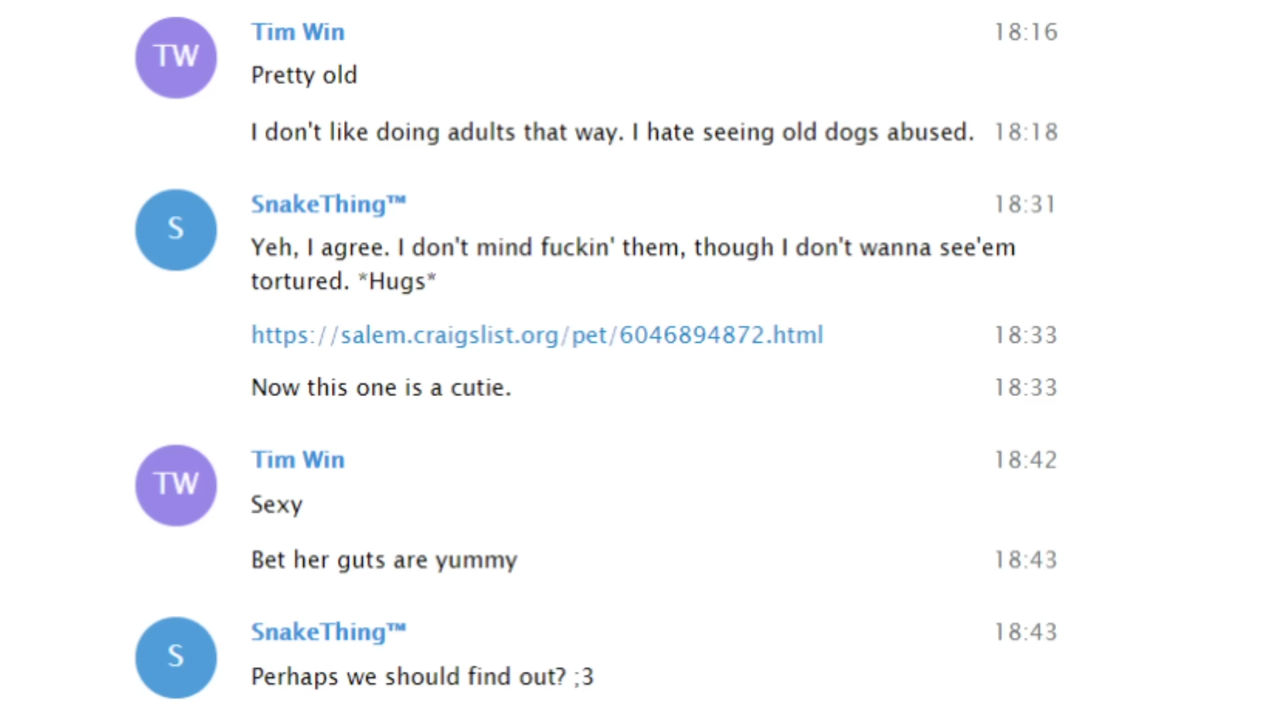 TW
Tim Win 18:16
Pretty old
I don't like doing adults that way. I hate seeing old dogs abused. 18:18
S
SnakeThing™ 18:31
Yeh, I agree. I don't mind fuckin' them, though I don't wanna see'em
tortured. *Hugs*
https://salem.craigslist.org/pet/6046894872.html 18:33
Now this one is a cutie. 18:33
TW
Tim Win 18:42
Sexy
Bet her guts are yummy 18:43
S
SnakeThing™ 18:43
Perhaps we should find out? ;3